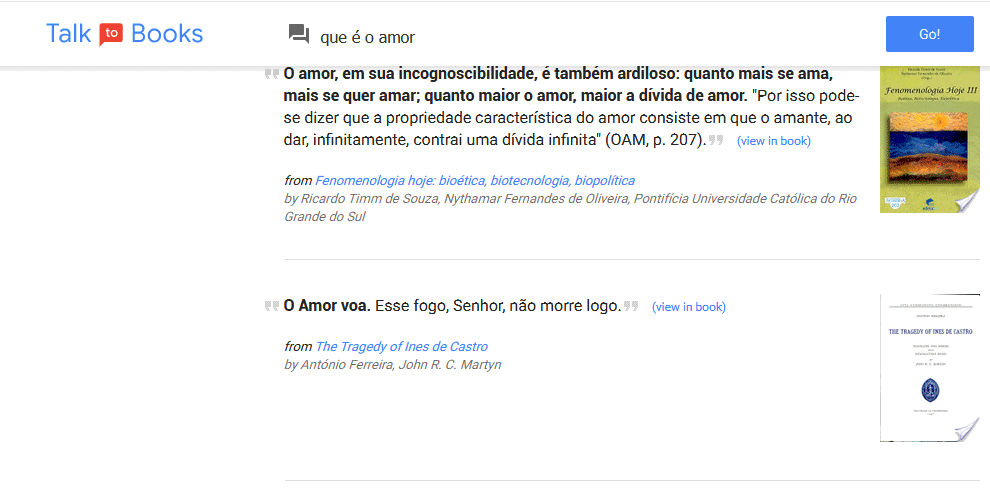 Talk to Books
que é o amor
Go!
O amor, em sua incognoscibilidade, é também ardiloso: quanto mais se ama,
mais se quer amar; quanto maior o amor, maior a dívida de amor. "Por isso pode-
se dizer que a propriedade característica do amor consiste em que o amante, ao
dar, infinitamente, contrai uma dívida infinita" (OAM, p. 207). (view in book)
from Fenomenologia hoje: bioética, biotecnologia, biopolítica
by Ricardo Timm de Souza, Nythamar Fernandes de Oliveira, Pontifícia Universidade Católica do Rio
Grande do Sul
Fenomenologia Hoje III
O Amor voa. Esse fogo, Senhor, não morre logo. (view in book)
from The Tragedy of Ines de Castro
by António Ferreira, John R. C. Martyn
THE TRAGEDY OF INES DE CASTRO